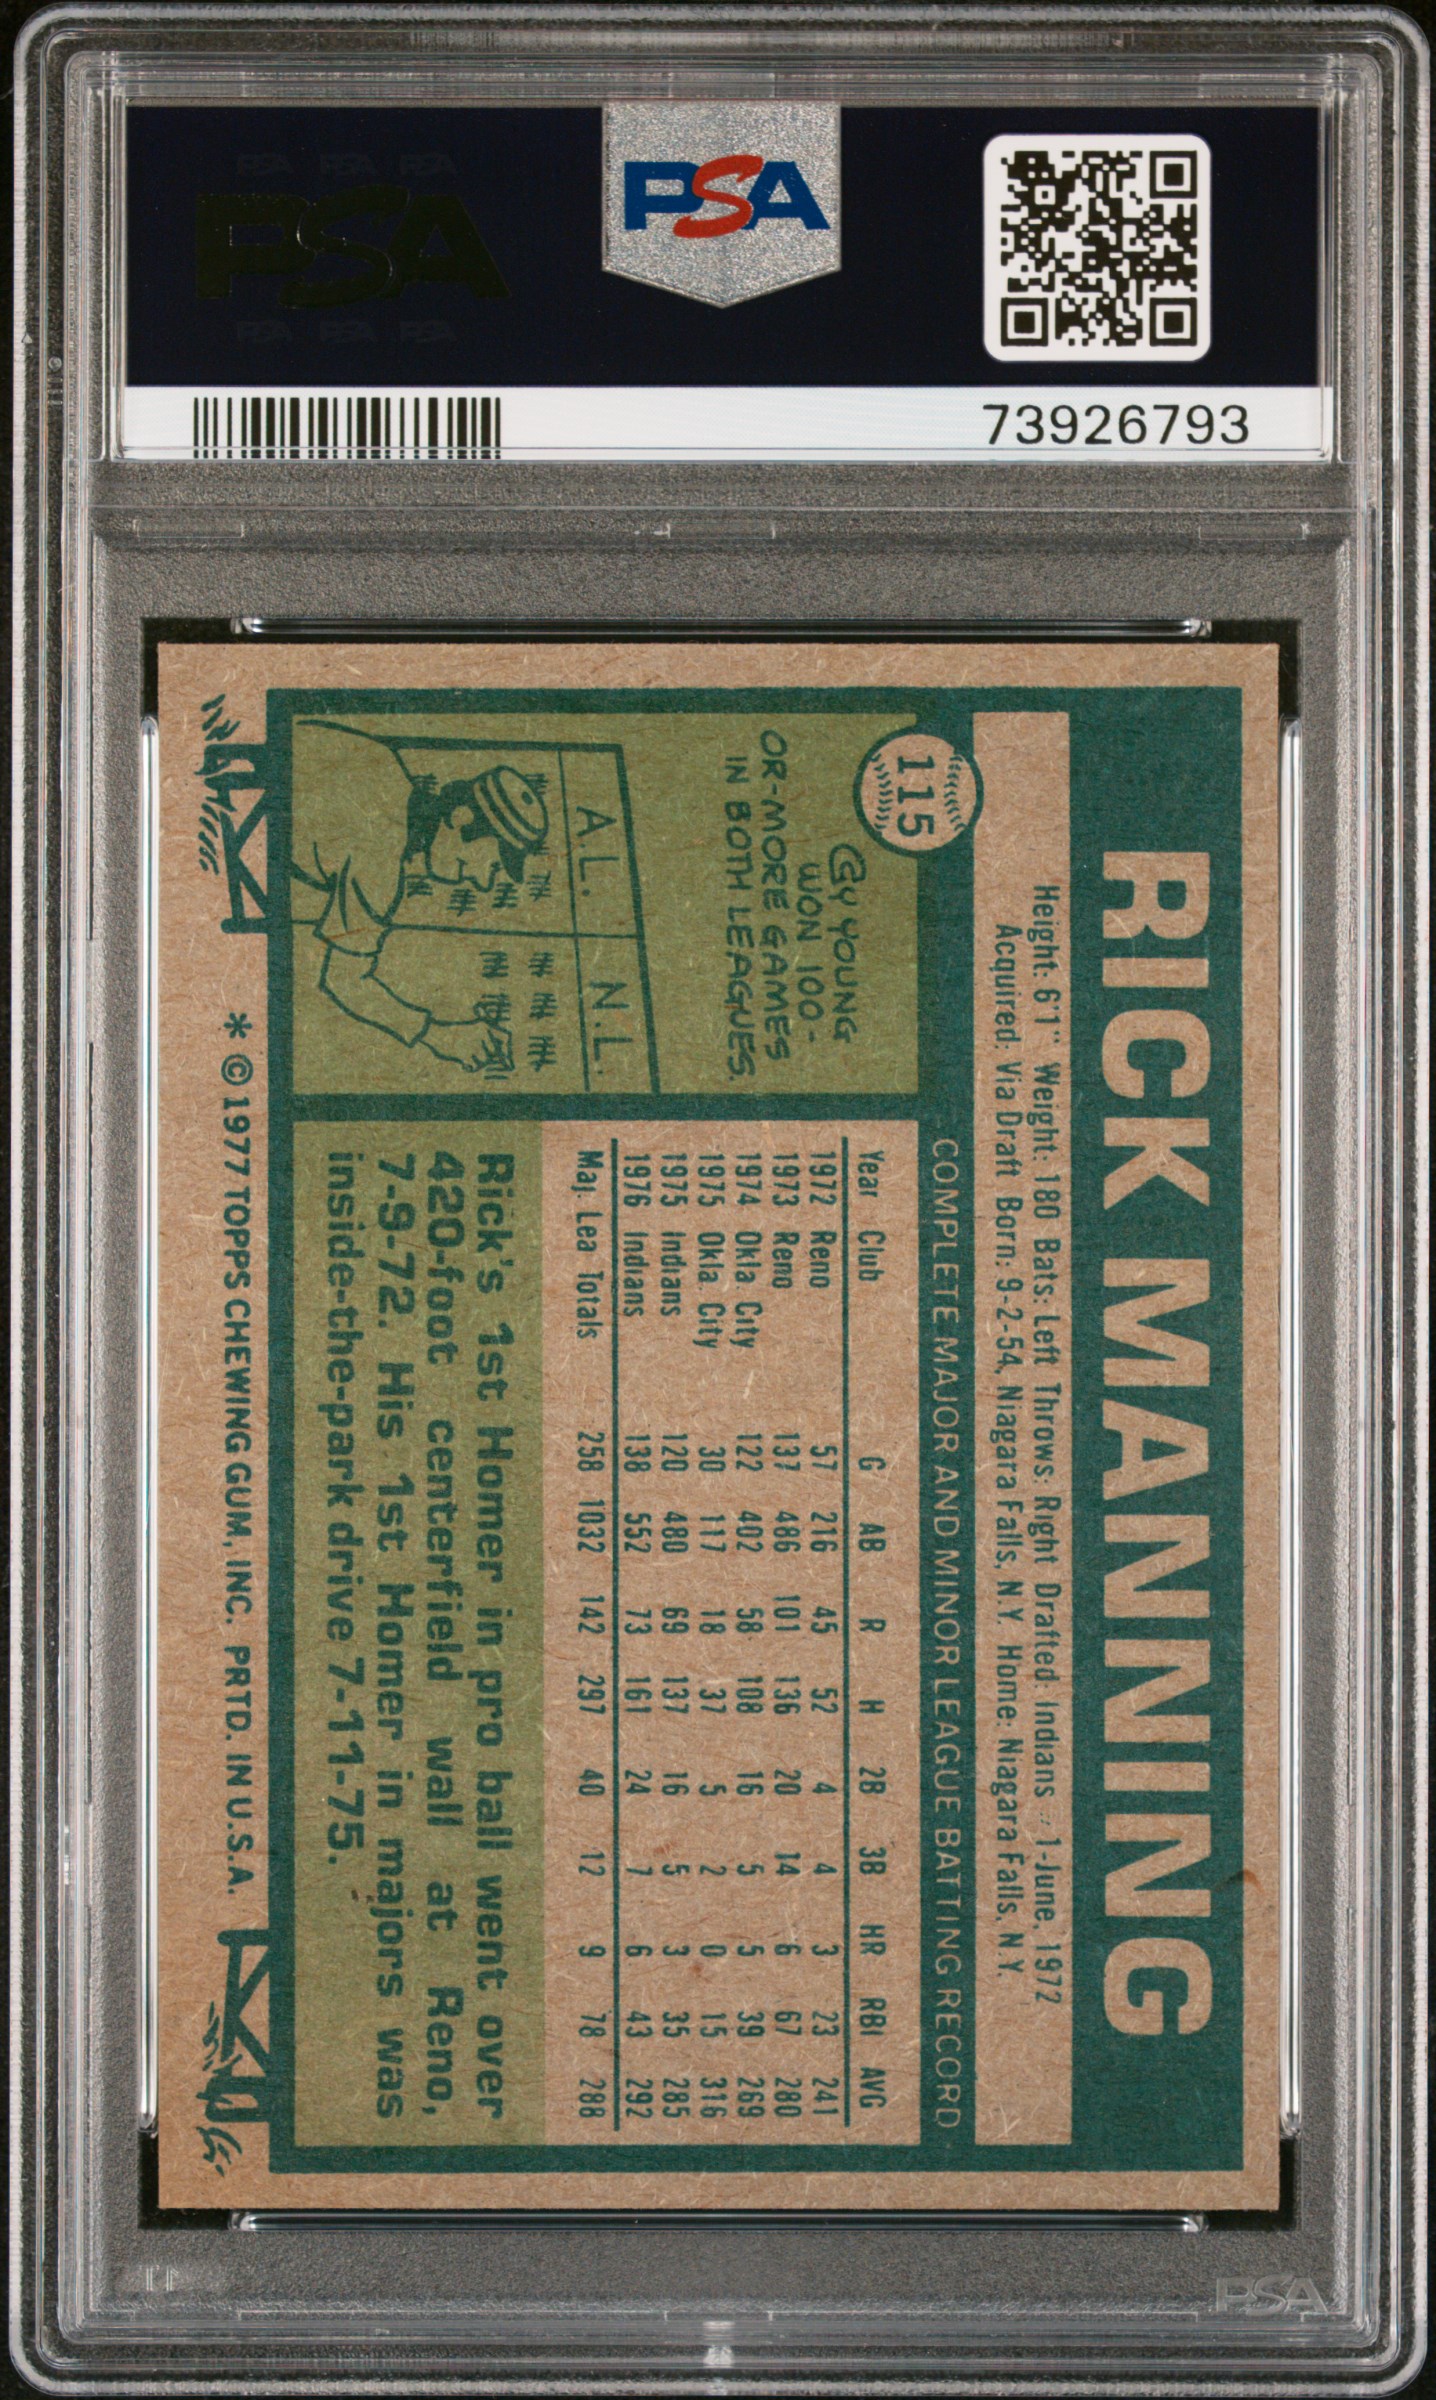 PSA PSA PSA
PSA
PSA PSA PSA
PSA
73926793
115
RICK MANNING
Height: 6'1" Weight: 180 Bats: Left Throws: Right Drafted: Indians #1-June, 1972
Acquired: Via Draft Born: 9-2-54, Niagara Falls, N.Y. Home: Niagara Falls, N.Y.
COMPLETE MAJOR AND MINOR LEAGUE BATTING RECORD
CY YOUNG
WON 100-
OR-MORE GAMES
IN BOTH LEAGUES.
A.L. N.L.
Year Club G AB R H 2B 3B HR RBI AVG
1972 Reno 57 216 45 52 4 4 3 23 241
1973 Reno 137 486 101 136 20 14 6 67 280
1974 Okla. City 122 402 58 108 16 5 5 39 269
1975 Okla. City 30 117 18 37 5 2 0 15 316
1975 Indians 120 480 69 137 16 5 3 35 285
1976 Indians 138 552 73 161 24 7 6 43 292
Maj. Lea Totals 258 1032 142 297 40 12 9 78 288
Rick's 1st Homer in pro ball went over
420-foot centerfield wall at Reno,
7-9-72. His 1st Homer in majors was
inside-the-park drive 7-11-75.
* © 1977 TOPPS CHEWING GUM, INC. PRTD. IN U.S.A.
PSA